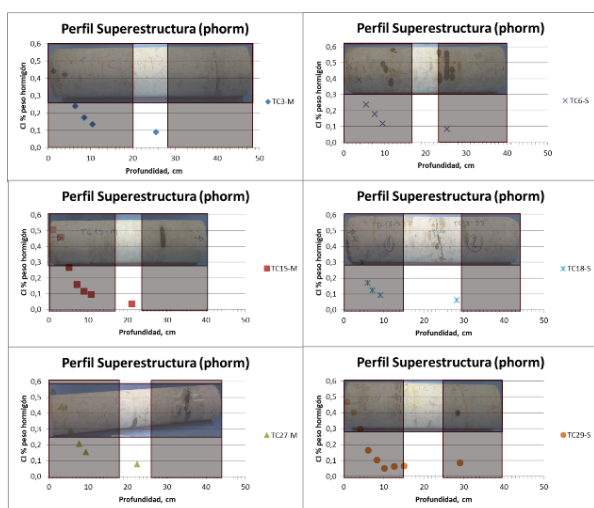 Perfil Superestructura (phorm)
0,6
0,5
0,4
0,3
0,2
0,1
0,0
Cl % peso hormigón
0 10 20 30 40 50
Profundidad, cm
TC3-M
Perfil Superestructura (phorm)
0,6
0,5
0,4
0,3
0,2
0,1
0,0
Cl % peso hormigón
0 10 20 30 40 50
Profundidad, cm
TC6-S
Perfil Superestructura (phorm)
0,6
0,5
0,4
0,3
0,2
0,1
0,0
Cl % peso hormigón
0 10 20 30 40 50
Profundidad, cm
TC15-M
Perfil Superestructura (phorm)
0,6
0,5
0,4
0,3
0,2
0,1
0,0
Cl % peso hormigón
0 10 20 30 40 50
Profundidad, cm
TC18-S
Perfil Superestructura (phorm)
0,6
0,5
0,4
0,3
0,2
0,1
0,0
Cl % peso hormigón
0 10 20 30 40 50
Profundidad, cm
TC27-M
Perfil Superestructura (phorm)
0,6
0,5
0,4
0,3
0,2
0,1
0,0
Cl % peso hormigón
0 10 20 30 40 50
Profundidad, cm
TC29-S